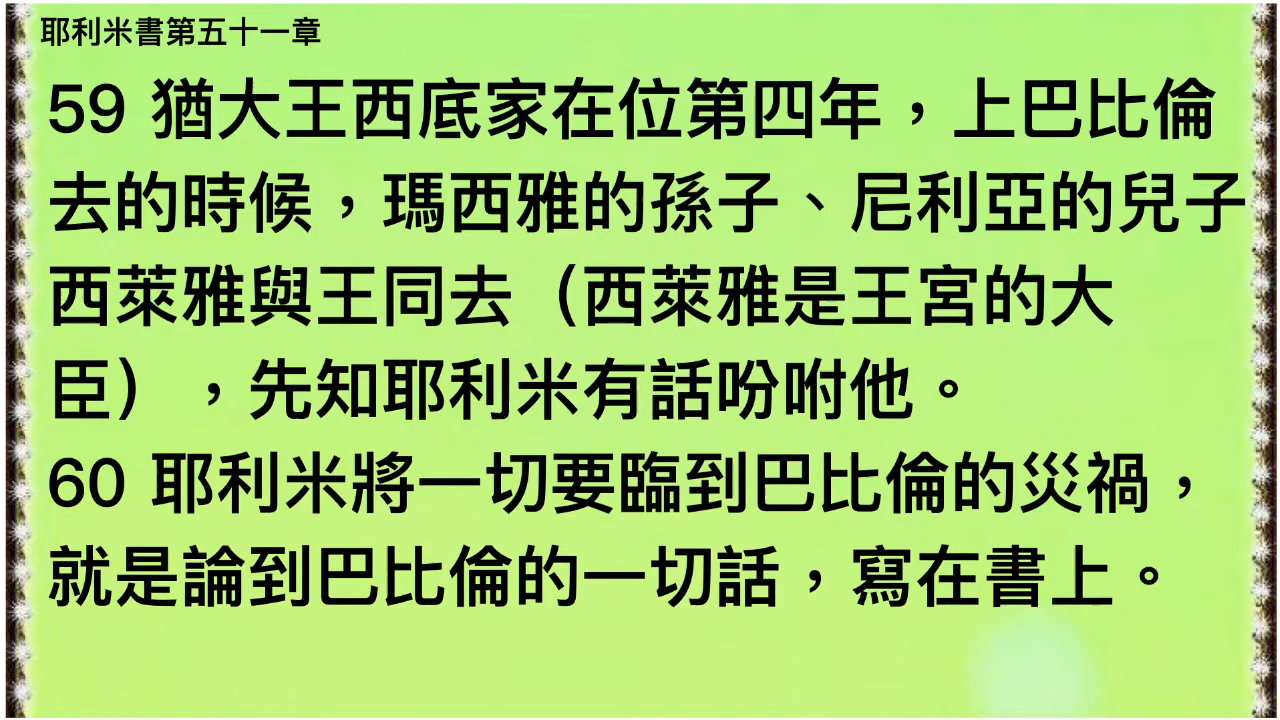 耶利米書第五十一章
59 猶大王西底家在位第四年，上巴比倫
去的時候，瑪西雅的孫子、尼利亞的兒子
西萊雅與王同去（西萊雅是王宮的大
臣），先知耶利米有話吩咐他。
60 耶利米將一切要臨到巴比倫的災禍，
就是論到巴比倫的一切話，寫在書上。